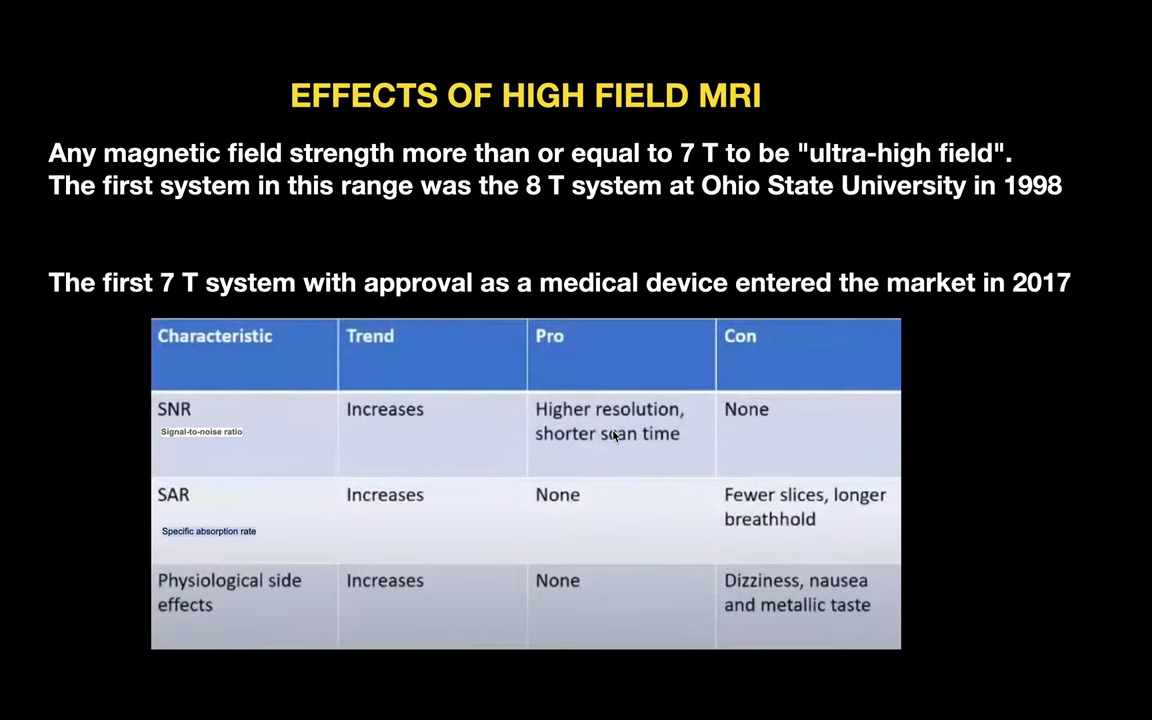 EFFECTS OF HIGH FIELD MRI
Any magnetic field strength more than or equal to 7 T to be "ultra-high field".
The first system in this range was the 8 T system at Ohio State University in 1998
The first 7 T system with approval as a medical device entered the market in 2017
Characteristic Trend Pro Con
SNR Increases Higher resolution, None
Signal-to-noise ratio shorter scan time
SAR Increases None Fewer slices, longer
breathhold
Specific absorption rate
Physiological side Increases None Dizziness, nausea
effects and metallic taste